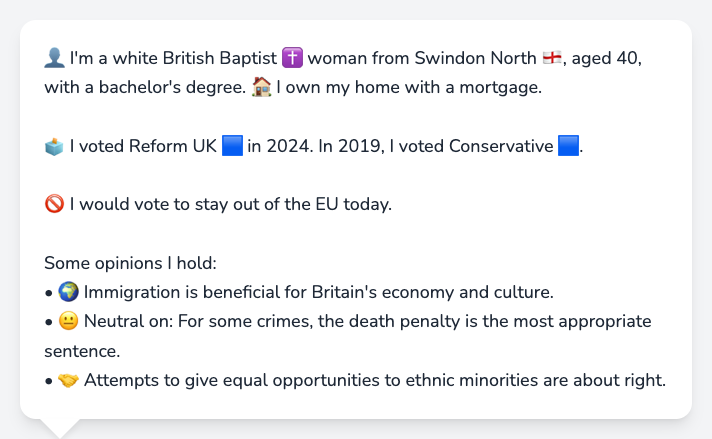 👤 I'm a white British Baptist ✝️ woman from Swindon North 🏴󠁧󠁢󠁥󠁮󠁧󠁿, aged 40,
with a bachelor's degree. 🏠 I own my home with a mortgage.
🗳️ I voted Reform UK 🟦 in 2024. In 2019, I voted Conservative 🟦.
🚫 I would vote to stay out of the EU today.
Some opinions I hold:
• 🌍 Immigration is beneficial for Britain's economy and culture.
• 😐 Neutral on: For some crimes, the death penalty is the most appropriate
sentence.
• 🤝 Attempts to give equal opportunities to ethnic minorities are about right.